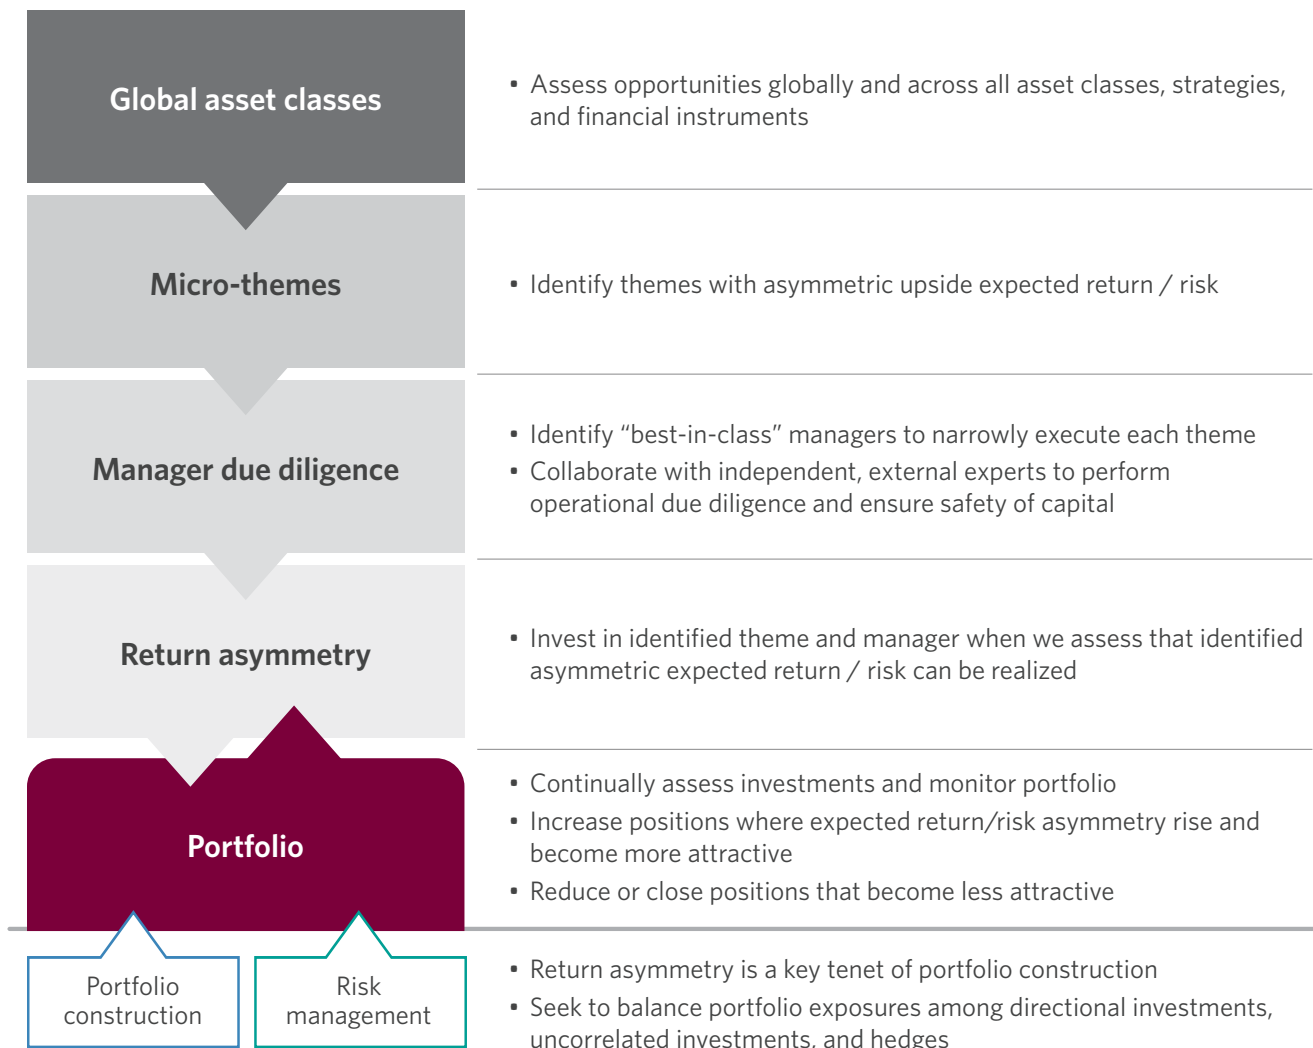 Global asset classes
• Assess opportunities globally and across all asset classes, strategies,
and financial instruments
Micro-themes
• Identify themes with asymmetric upside expected return / risk
Manager due diligence
• Identify “best-in-class” managers to narrowly execute each theme
• Collaborate with independent, external experts to perform
operational due diligence and ensure safety of capital
Return asymmetry
• Invest in identified theme and manager when we assess that identified
asymmetric expected return / risk can be realized
Portfolio
• Continually assess investments and monitor portfolio
• Increase positions where expected return/risk asymmetry rise and
become more attractive
• Reduce or close positions that become less attractive
Portfolio
construction
Risk
management
• Return asymmetry is a key tenet of portfolio construction
• Seek to balance portfolio exposures among directional investments,
uncorrelated investments, and hedges